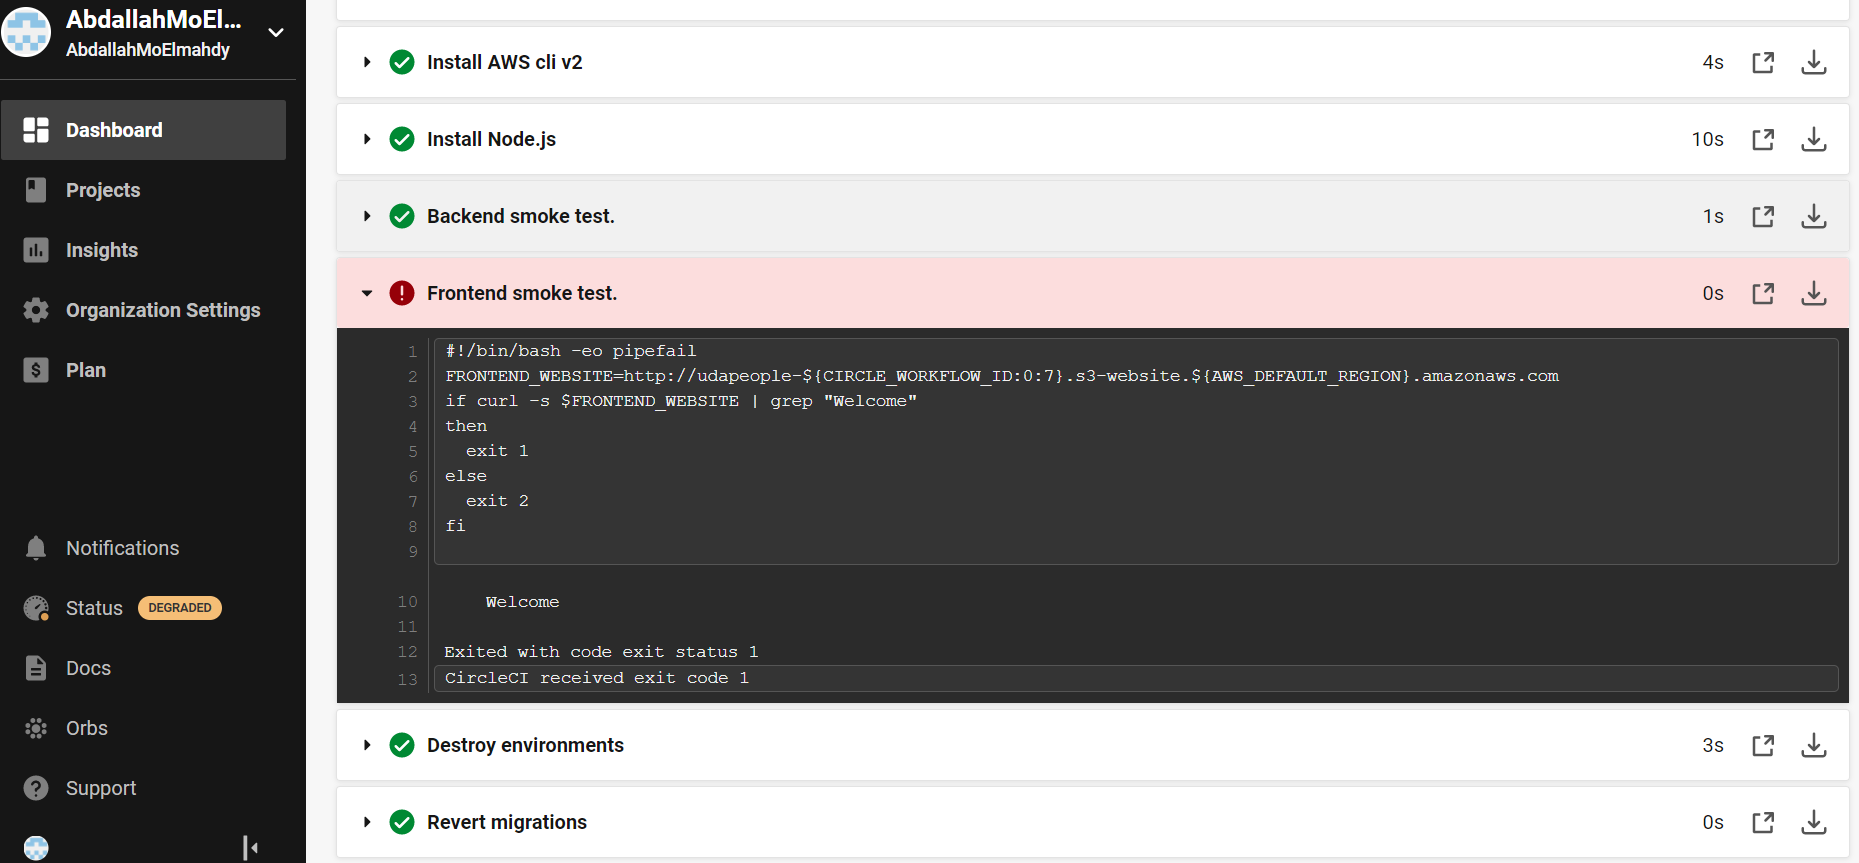 AbdallahMoEl...
AbdallahMoElmahdy
Dashboard
Projects
Insights
Organization Settings
Plan
Notifications
Status DEGRADED
Docs
Orbs
Support
Install AWS cli v2 4s
Install Node.js 10s
Backend smoke test. 1s
Frontend smoke test. 0s
1 #!/bin/bash -eo pipefail
2 FRONTEND_WEBSITE=http://udapeople-${CIRCLE_WORKFLOW_ID:0:7}.s3-website.${AWS_DEFAULT_REGION}.amazonaws.com
3 if curl -s $FRONTEND_WEBSITE | grep "Welcome"
4 then
5   exit 1
6 else
7   exit 2
8 fi
9
10     Welcome
11
12 Exited with code exit status 1
13 CircleCI received exit code 1
Destroy environments 3s
Revert migrations 0s